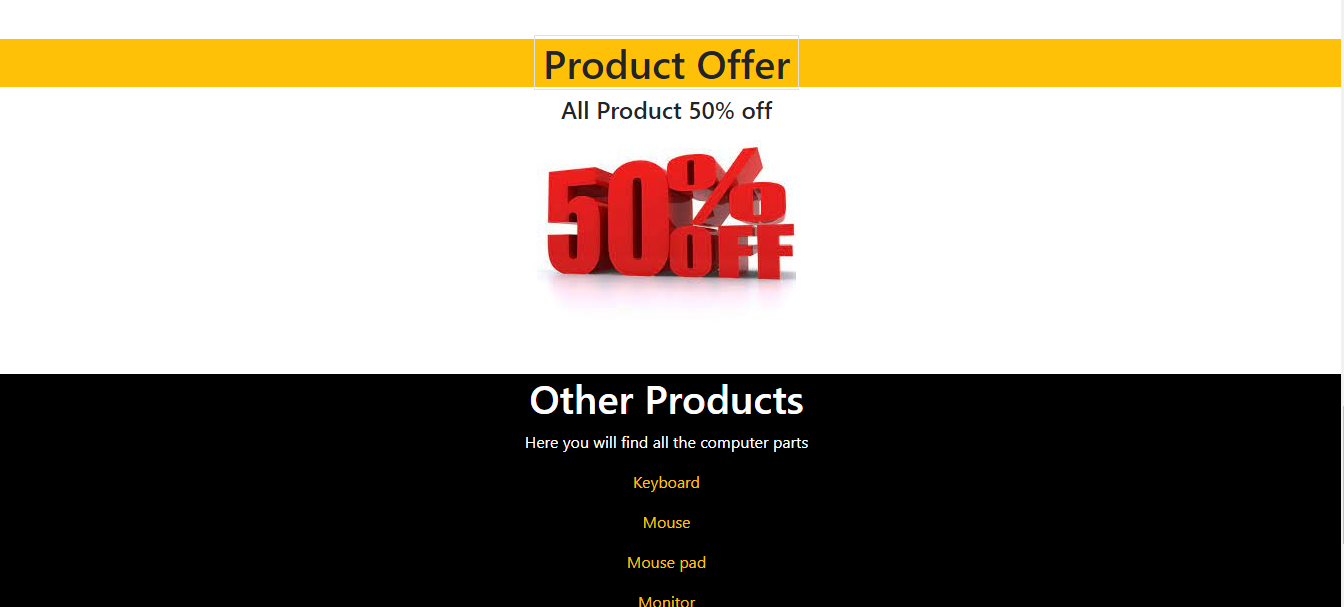 Product Offer
All Product 50% off
50% OFF
Other Products
Here you will find all the computer parts
Keyboard
Mouse
Mouse pad
Monitor